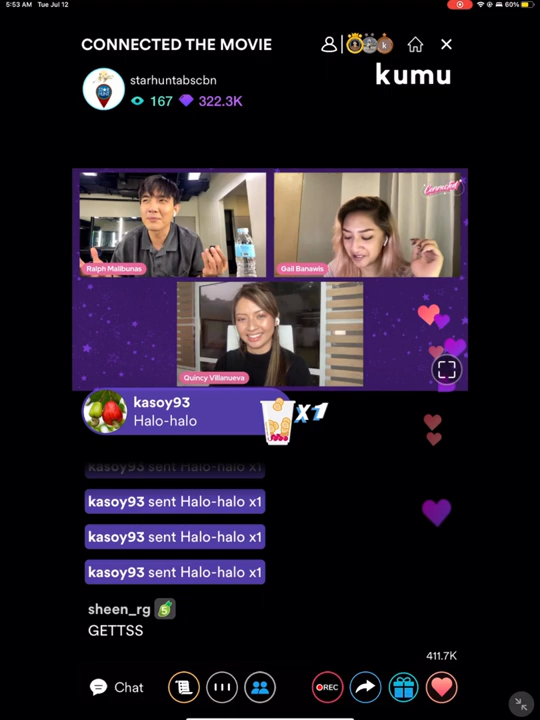 5:53 AM Tue Jul 12
60%
CONNECTED THE MOVIE
k
kumu
starhuntabscbn
167 322.3K
Connected
Ralph Malibunas
Gail Banawis
Quincy Villanueva
kasoy93
Halo-halo
X1
kasoy93 sent Halo-halo x1
kasoy93 sent Halo-halo x1
kasoy93 sent Halo-halo x1
kasoy93 sent Halo-halo x1
sheen_rg 5
GETTSS
411.7K
Chat
REC